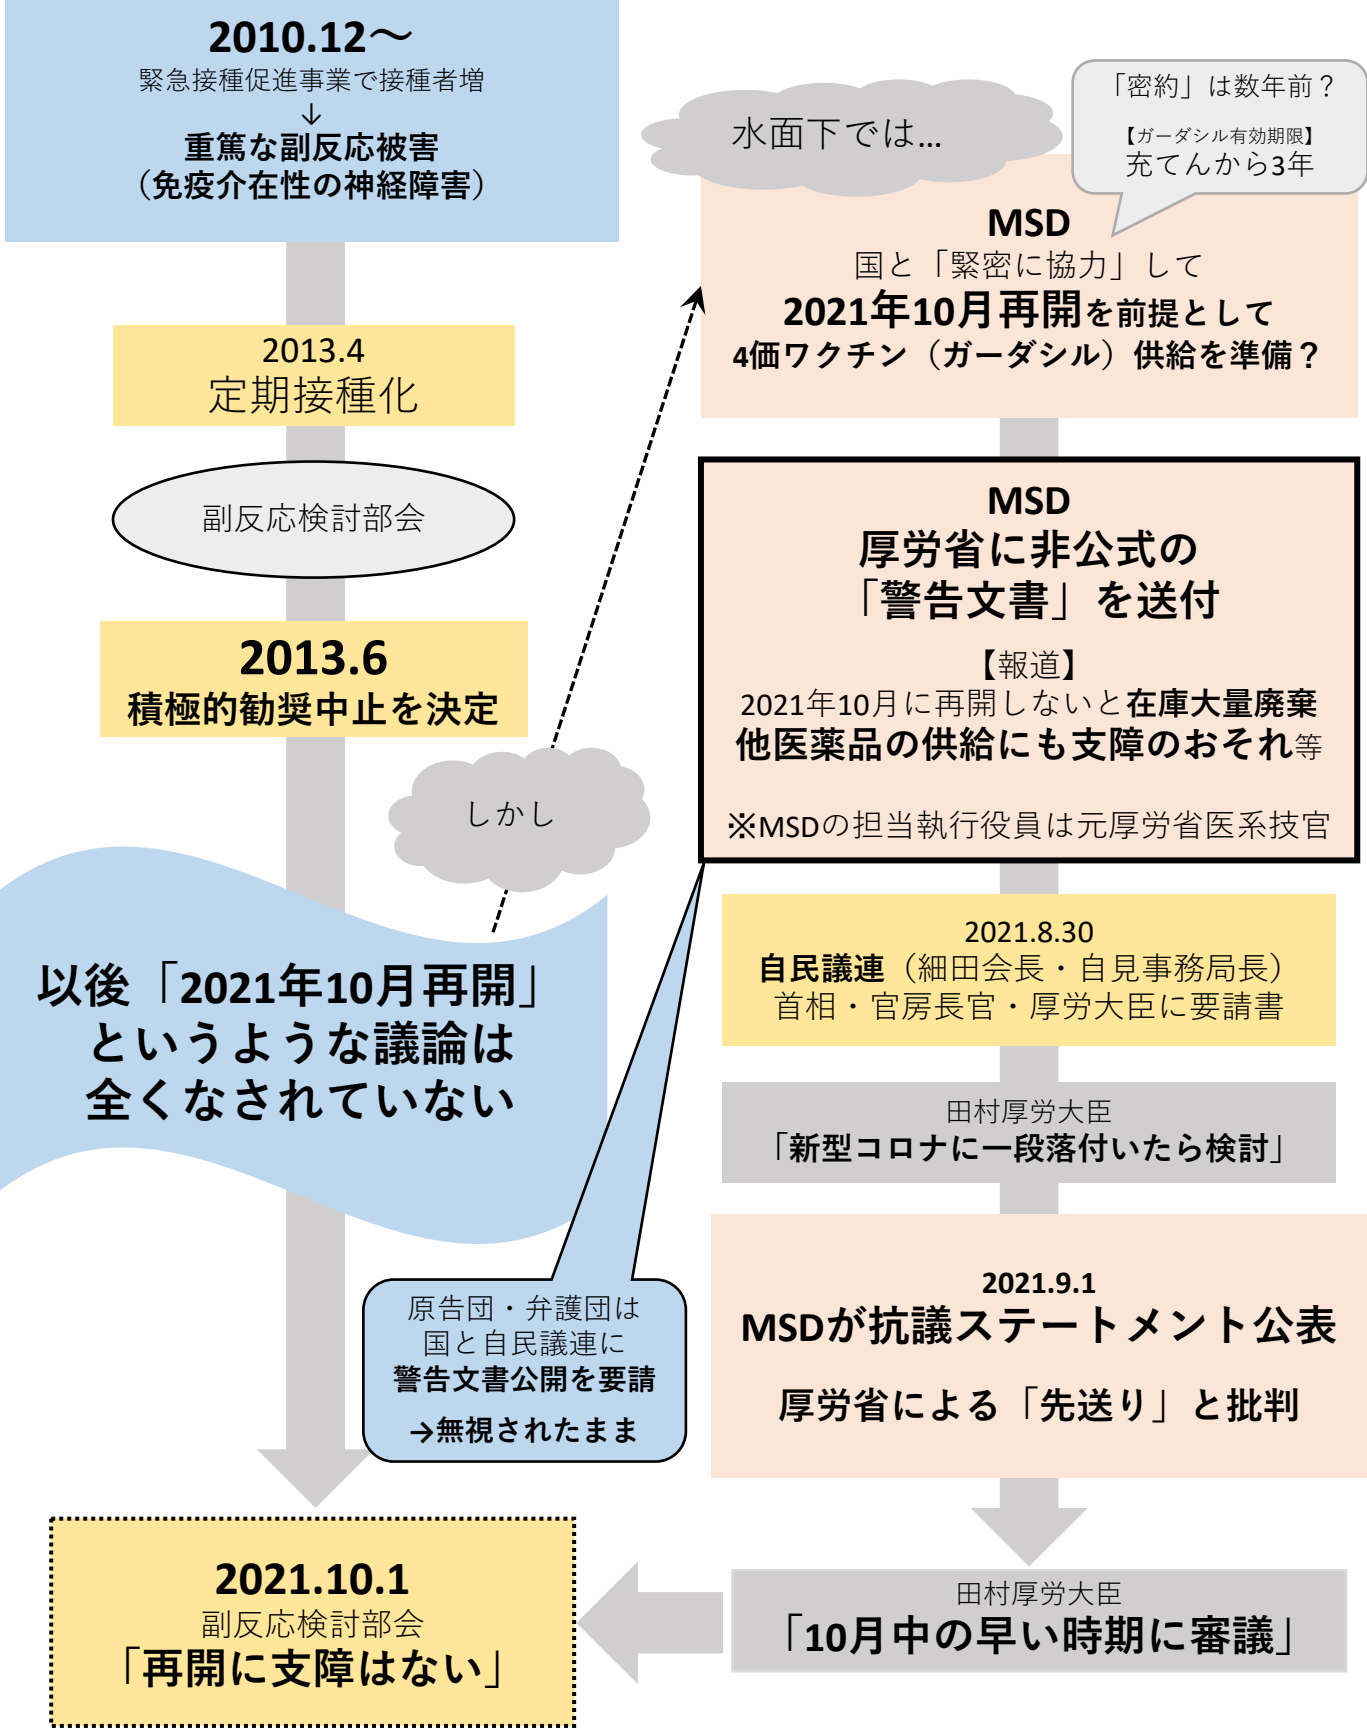 2010.12～
緊急接種促進事業で接種者増
↓
重篤な副反応被害
（免疫介在性の神経障害）
2013.4
定期接種化
副反応検討部会
2013.6
積極的勧奨中止を決定
しかし
以後「2021年10月再開」
というような議論は
全くなされていない
水面下では…
「密約」は数年前？
【ガーダシル有効期限】
充てんから3年
MSD
国と「緊密に協力」して
2021年10月再開を前提として
4価ワクチン（ガーダシル）供給を準備？
MSD
厚労省に非公式の
「警告文書」を送付
【報道】
2021年10月に再開しないと在庫大量廃棄
他医薬品の供給にも支障のおそれ等
※MSDの担当執行役員は元厚労省医系技官
原告団・弁護団は
国と自民議連に
警告文書公開を要請
→無視されたまま
2021.8.30
自民議連（細田会長・自見事務局長）
首相・官房長官・厚労大臣に要請書
田村厚労大臣
「新型コロナに一段落付いたら検討」
2021.9.1
MSDが抗議ステートメント公表
厚労省による「先送り」と批判
田村厚労大臣
「10月中の早い時期に審議」
2021.10.1
副反応検討部会
「再開に支障はない」